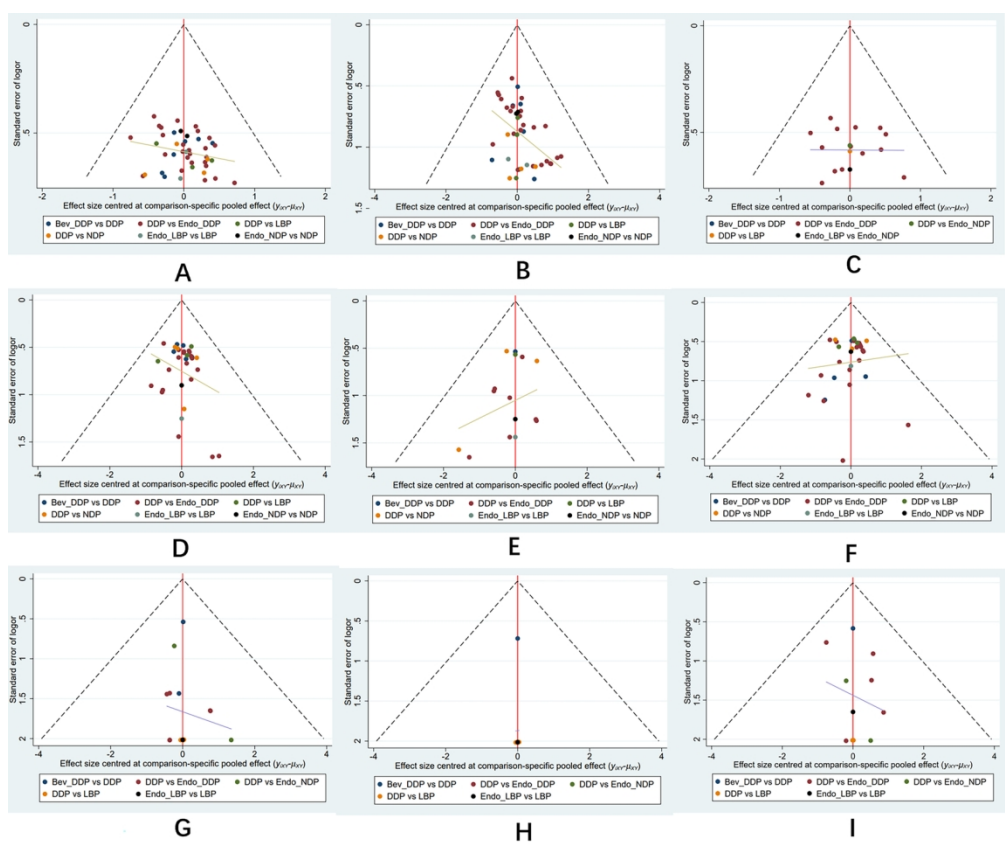 Standard error of logor
0
.5
-2
-1
0
1
2
Effect size centred at comparison-specific pooled effect (yᵢXY-μXY)
Bev_DDP vs DDP DDP vs Endo_DDP DDP vs LBP
DDP vs NDP Endo_LBP vs LBP Endo_NDP vs NDP
A
Standard error of logor
0
.5
1
1.5
-4
-2
0
2
4
Effect size centred at comparison-specific pooled effect (yᵢXY-μXY)
Bev_DDP vs DDP DDP vs Endo_DDP DDP vs LBP
DDP vs NDP Endo_LBP vs LBP Endo_NDP vs NDP
B
Standard error of logor
0
.5
-2
-1
0
1
2
Effect size centred at comparison-specific pooled effect (yᵢXY-μXY)
Bev_DDP vs DDP DDP vs Endo_DDP DDP vs Endo_NDP
DDP vs LBP Endo_LBP vs Endo_NDP
C
Standard error of logor
0
.5
1
1.5
-4
-2
0
2
4
Effect size centred at comparison-specific pooled effect (yᵢXY-μXY)
Bev_DDP vs DDP DDP vs Endo_DDP DDP vs LBP
DDP vs NDP Endo_LBP vs LBP Endo_NDP vs NDP
D
Standard error of logor
0
.5
1
1.5
-4
-2
0
2
4
Effect size centred at comparison-specific pooled effect (yᵢXY-μXY)
Bev_DDP vs DDP DDP vs Endo_DDP DDP vs LBP
DDP vs NDP Endo_LBP vs LBP Endo_NDP vs NDP
E
Standard error of logor
0
.5
1
1.5
2
-4
-2
0
2
4
Effect size centred at comparison-specific pooled effect (yᵢXY-μXY)
Bev_DDP vs DDP DDP vs Endo_DDP DDP vs LBP
DDP vs NDP Endo_LBP vs LBP Endo_NDP vs NDP
F
Standard error of logor
0
.5
1
1.5
2
-4
-2
0
2
4
Effect size centred at comparison-specific pooled effect (yᵢXY-μXY)
Bev_DDP vs DDP DDP vs Endo_DDP DDP vs Endo_NDP
DDP vs LBP Endo_LBP vs LBP
G
Standard error of logor
0
.5
1
1.5
2
-4
-2
0
2
4
Effect size centred at comparison-specific pooled effect (yᵢXY-μXY)
Bev_DDP vs DDP DDP vs Endo_DDP DDP vs Endo_NDP
DDP vs LBP Endo_LBP vs LBP
H
Standard error of logor
0
.5
1
1.5
2
-4
-2
0
2
4
Effect size centred at comparison-specific pooled effect (yᵢXY-μXY)
Bev_DDP vs DDP DDP vs Endo_DDP DDP vs Endo_NDP
DDP vs LBP Endo_LBP vs LBP
I